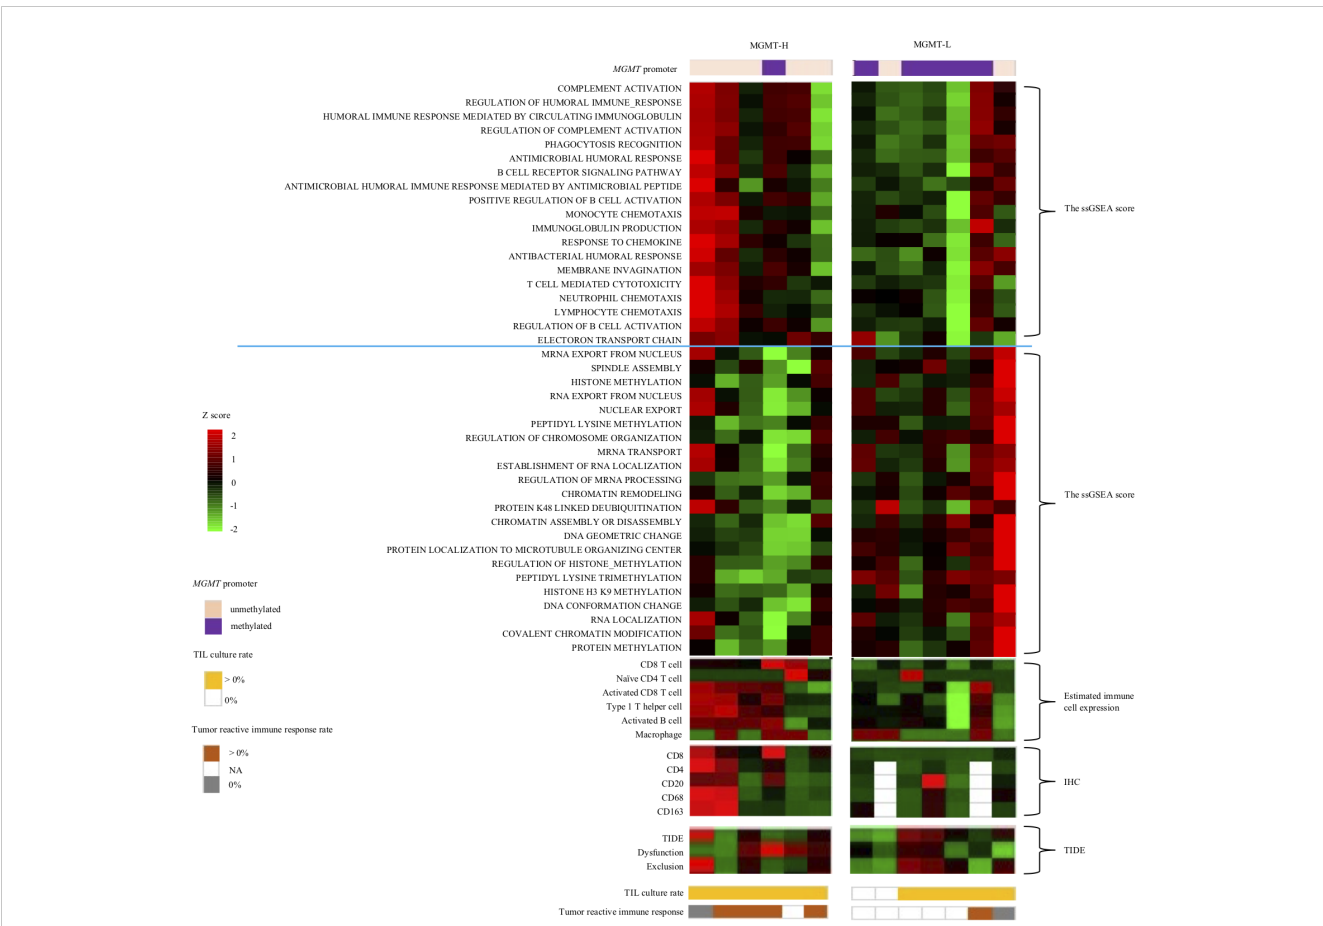 MGMT-H
MGMT-L
MGMT promoter
COMPLEMENT ACTIVATION
REGULATION OF HUMORAL IMMUNE_RESPONSE
HUMORAL IMMUNE RESPONSE MEDIATED BY CIRCULATING IMMUNOGLOBULIN
REGULATION OF COMPLEMENT ACTIVATION
PHAGOCYTOSIS RECOGNITION
ANTIMICROBIAL HUMORAL RESPONSE
B CELL RECEPTOR SIGNALING PATHWAY
ANTIMICROBIAL HUMORAL IMMUNE RESPONSE MEDIATED BY ANTIMICROBIAL PEPTIDE
POSITIVE REGULATION OF B CELL ACTIVATION
MONOCYTE CHEMOTAXIS
IMMUNOGLOBULIN PRODUCTION
RESPONSE TO CHEMOKINE
ANTIBACTERIAL HUMORAL RESPONSE
MEMBRANE INVAGINATION
T CELL MEDIATED CYTOTOXICITY
NEUTROPHIL CHEMOTAXIS
LYMPHOCYTE CHEMOTAXIS
REGULATION OF B CELL ACTIVATION
ELECTORON TRANSPORT CHAIN
The ssGSEA score
MRNA EXPORT FROM NUCLEUS
SPINDLE ASSEMBLY
HISTONE METHYLATION
RNA EXPORT FROM NUCLEUS
NUCLEAR EXPORT
PEPTIDYL LYSINE METHYLATION
REGULATION OF CHROMOSOME ORGANIZATION
MRNA TRANSPORT
ESTABLISHMENT OF RNA LOCALIZATION
REGULATION OF MRNA PROCESSING
CHROMATIN REMODELING
PROTEIN K48 LINKED DEUBIQUITINATION
CHROMATIN ASSEMBLY OR DISASSEMBLY
DNA GEOMETRIC CHANGE
PROTEIN LOCALIZATION TO MICROTUBULE ORGANIZING CENTER
REGULATION OF HISTONE_METHYLATION
PEPTIDYL LYSINE TRIMETHYLATION
HISTONE H3 K9 METHYLATION
DNA CONFORMATION CHANGE
RNA LOCALIZATION
COVALENT CHROMATIN MODIFICATION
PROTEIN METHYLATION
The ssGSEA score
CD8 T cell
Naïve CD4 T cell
Activated CD8 T cell
Type 1 T helper cell
Activated B cell
Macrophage
Estimated immune
cell expression
CD8
CD4
CD20
CD68
CD163
IHC
TIDE
Dysfunction
Exclusion
TIDE
TIL culture rate
Tumor reactive immune response
Z score
2
1
0
-1
-2
MGMT promoter
unmethylated
methylated
TIL culture rate
> 0%
0%
Tumor reactive immune response rate
> 0%
NA
0%